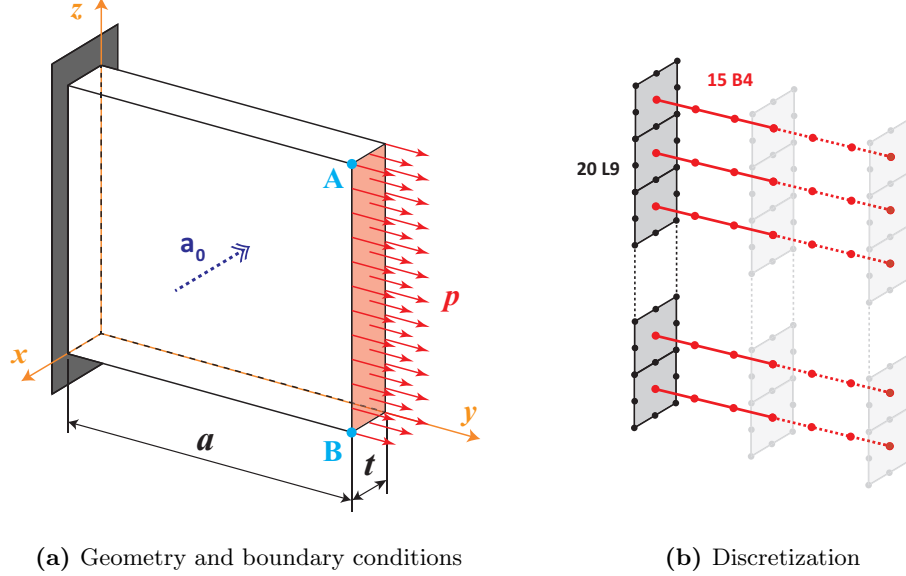 z
A
a0
p
x
y
a
B
t
15 B4
20 L9
(a) Geometry and boundary conditions
(b) Discretization